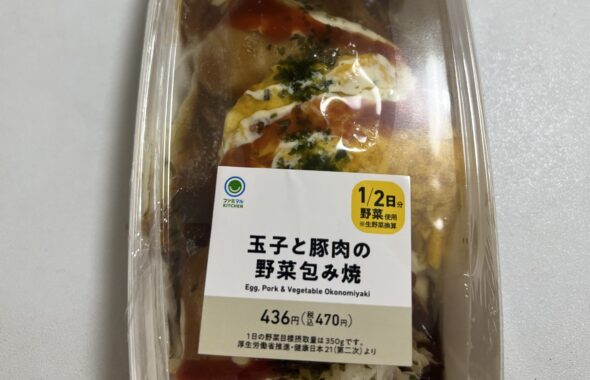 ファミマル
KITCHEN
1/2日分
野菜使用
※生野菜換算
玉子と豚肉の
野菜包み焼
Egg, Pork & Vegetable Okonomiyaki
436円(税込470円)
1日の野菜目標摂取量は350gです。
厚生労働省推進・健康日本21(第二次)より